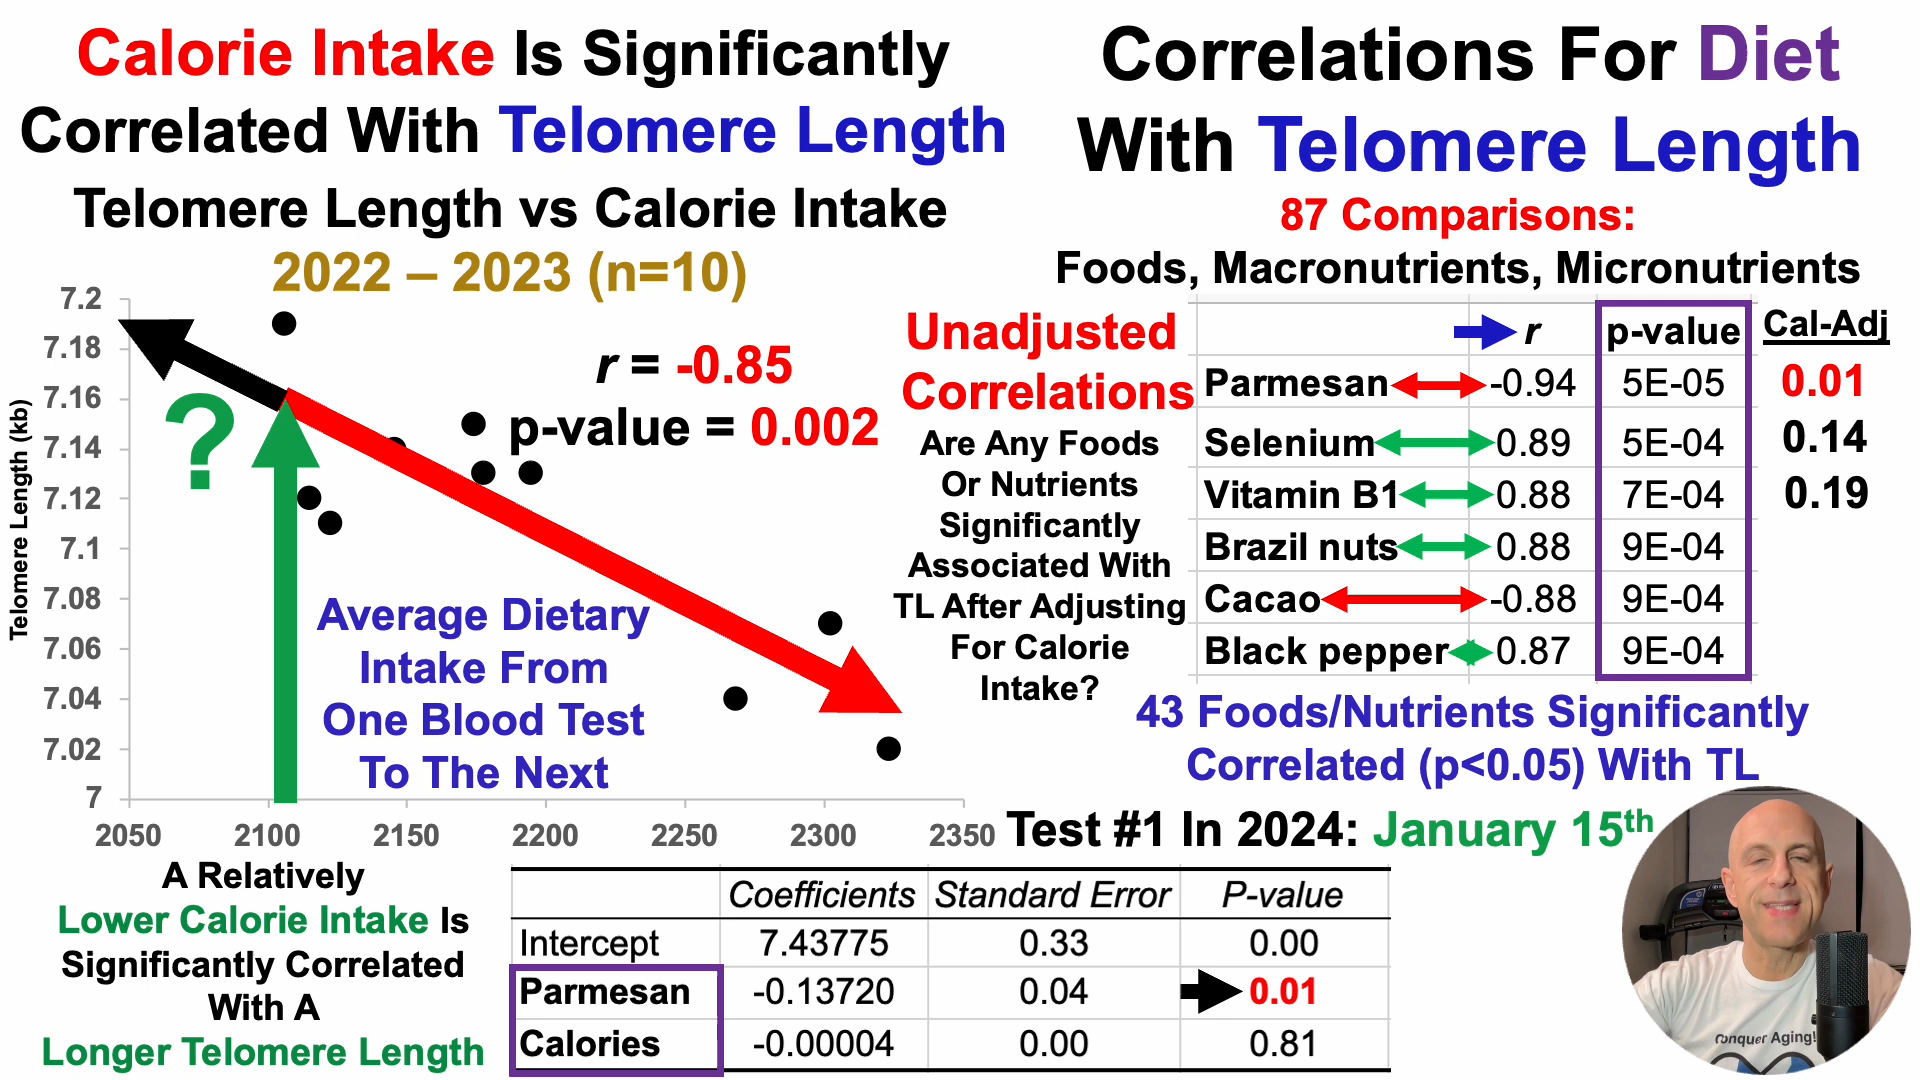 Calorie Intake Is Significantly
Correlated With Telomere Length
Telomere Length vs Calorie Intake
2022 – 2023 (n=10)
r = -0.85
p-value = 0.002
?
Telomere Length (kb)
7.2
7.18
7.16
7.14
7.12
7.1
7.08
7.06
7.04
7.02
7
2050 2100 2150 2200 2250 2300 2350
Average Dietary
Intake From
One Blood Test
To The Next
A Relatively
Lower Calorie Intake Is
Significantly Correlated
With A
Longer Telomere Length
Correlations For Diet
With Telomere Length
87 Comparisons:
Foods, Macronutrients, Micronutrients
Unadjusted
Correlations
Are Any Foods
Or Nutrients
Significantly
Associated With
TL After Adjusting
For Calorie
Intake?
r p-value Cal-Adj
Parmesan -0.94 5E-05 0.01
Selenium 0.89 5E-04 0.14
Vitamin B1 0.88 7E-04 0.19
Brazil nuts 0.88 9E-04
Cacao -0.88 9E-04
Black pepper 0.87 9E-04
43 Foods/Nutrients Significantly
Correlated (p<0.05) With TL
Test #1 In 2024: January 15th
Coefficients Standard Error P-value
Intercept 7.43775 0.33 0.00
Parmesan -0.13720 0.04 0.01
Calories -0.00004 0.00 0.81
Conquer Aging!